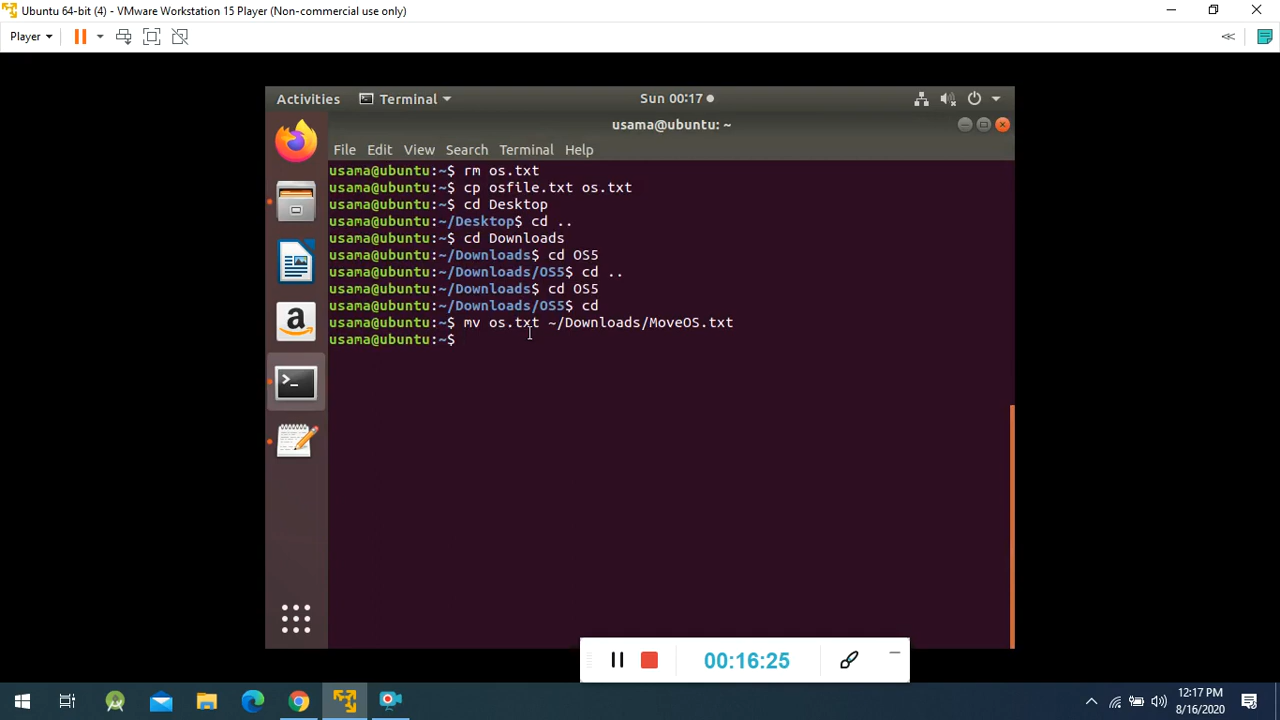 Ubuntu 64-bit (4) - VMware Workstation 15 Player (Non-commercial use only)
Player
Activities Terminal Sun 00:17
usama@ubuntu: ~
File Edit View Search Terminal Help
usama@ubuntu:~$ rm os.txt
usama@ubuntu:~$ cp osfile.txt os.txt
usama@ubuntu:~$ cd Desktop
usama@ubuntu:~/Desktop$ cd ..
usama@ubuntu:~$ cd Downloads
usama@ubuntu:~/Downloads$ cd OS5
usama@ubuntu:~/Downloads/OS5$ cd ..
usama@ubuntu:~/Downloads$ cd OS5
usama@ubuntu:~/Downloads/OS5$ cd
usama@ubuntu:~$ mv os.txt ~/Downloads/MoveOS.txt
usama@ubuntu:~$
00:16:25
12:17 PM
8/16/2020